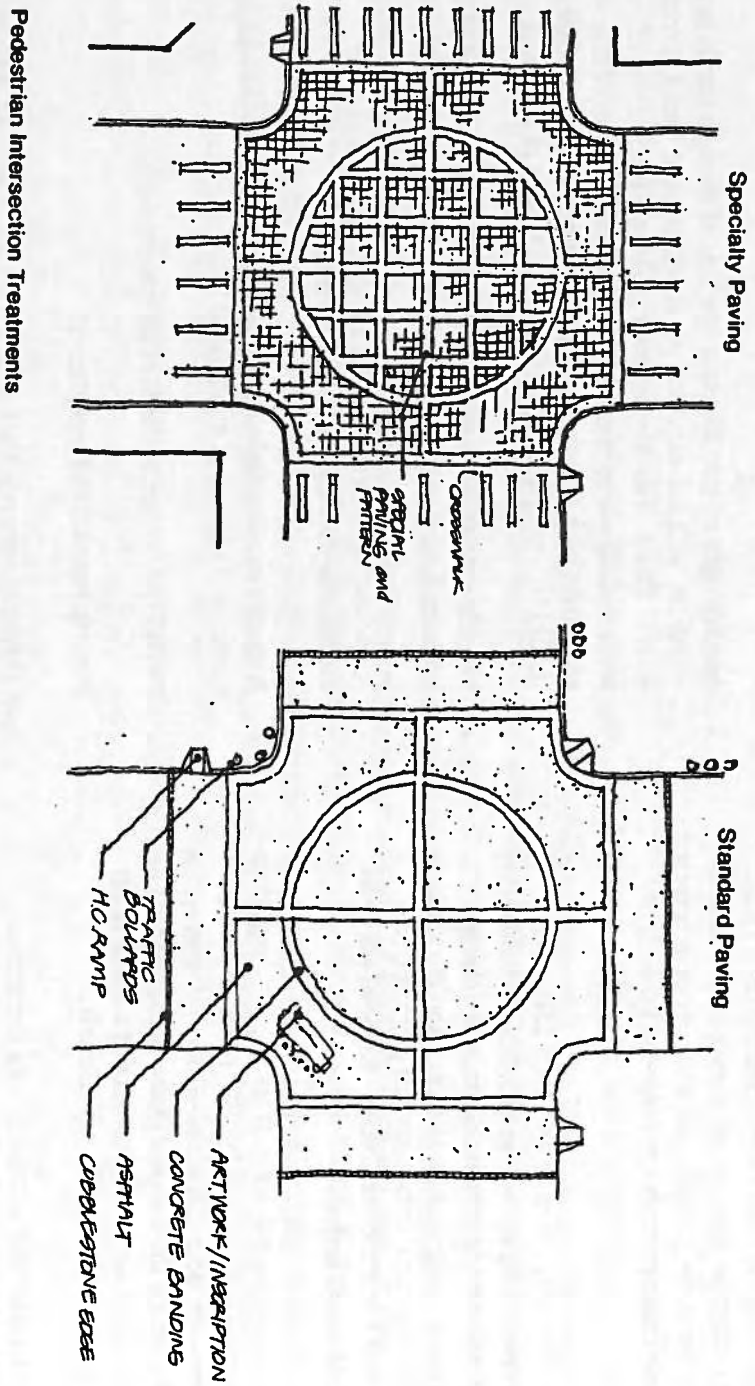 Specialty Paving
CROSSWALK
SPECIAL
PAVING and
PATTERN
Standard Paving
ARTWORK/INSCRIPTION
CONCRETE BANDING
ASPHALT
COBBLESTONE EDGE
TRAFFIC
BOLLARDS
H.C. RAMP
Pedestrian Intersection Treatments